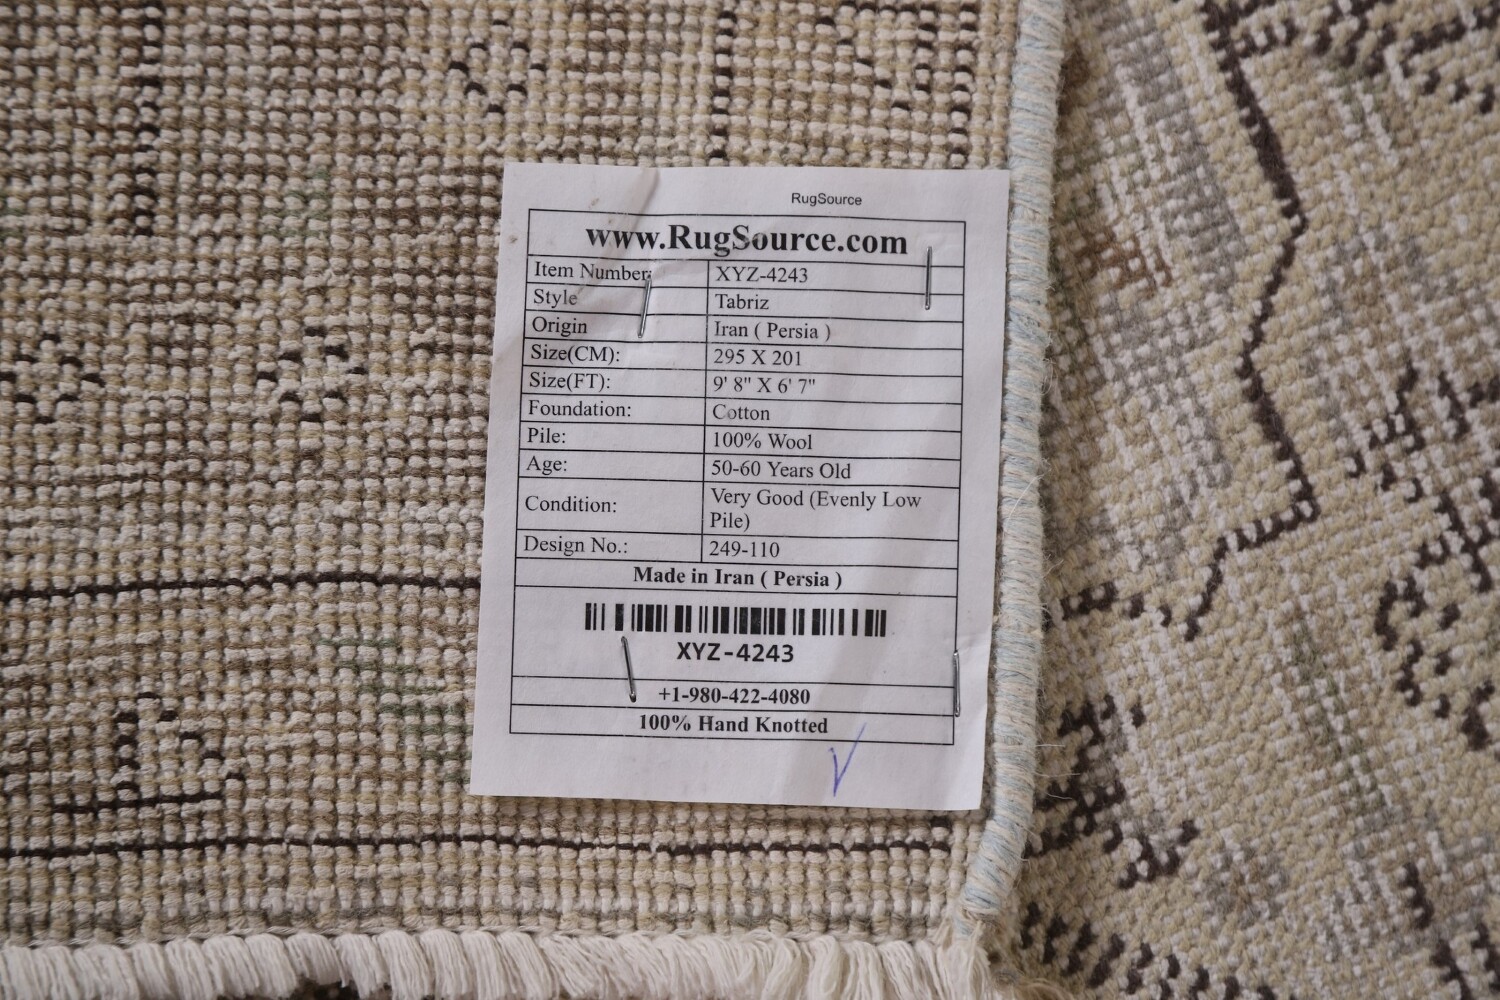 RugSource
www.RugSource.com
Item Number: XYZ-4243
Style Tabriz
Origin Iran ( Persia )
Size(CM): 295 X 201
Size(FT): 9' 8" X 6' 7"
Foundation: Cotton
Pile: 100% Wool
Age: 50-60 Years Old
Condition: Very Good (Evenly Low
Pile)
Design No.: 249-110
Made in Iran ( Persia )
XYZ-4243
+1-980-422-4080
100% Hand Knotted